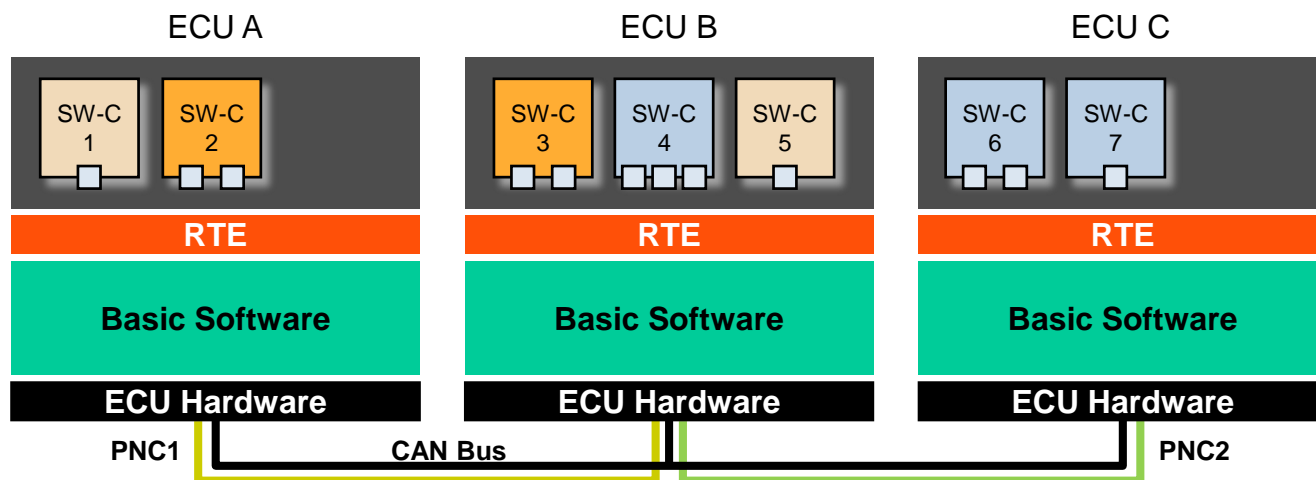 ECU A
ECU B
ECU C
SW-C
1
SW-C
2
SW-C
3
SW-C
4
SW-C
5
SW-C
6
SW-C
7
RTE
RTE
RTE
Basic Software
Basic Software
Basic Software
ECU Hardware
ECU Hardware
ECU Hardware
PNC1
CAN Bus
PNC2